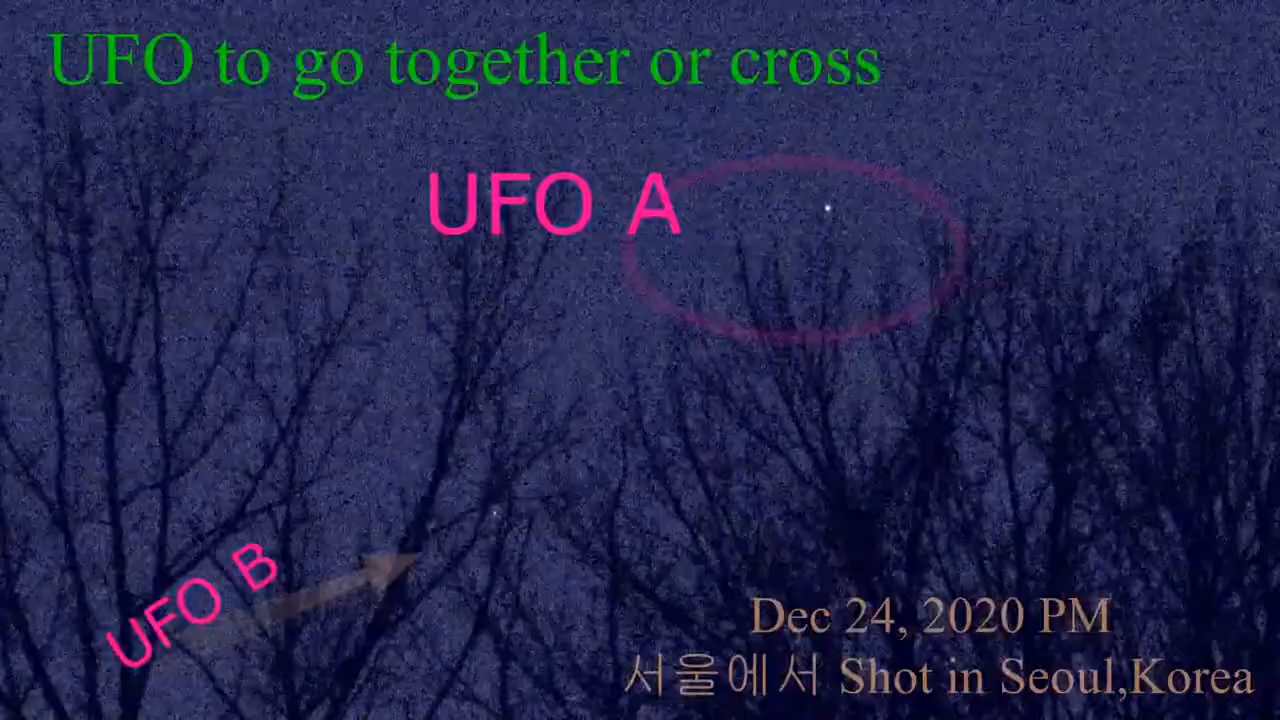 UFO to go together or cross
UFO A
UFO B
Dec 24, 2020 PM
서울에서 Shot in Seoul,Korea